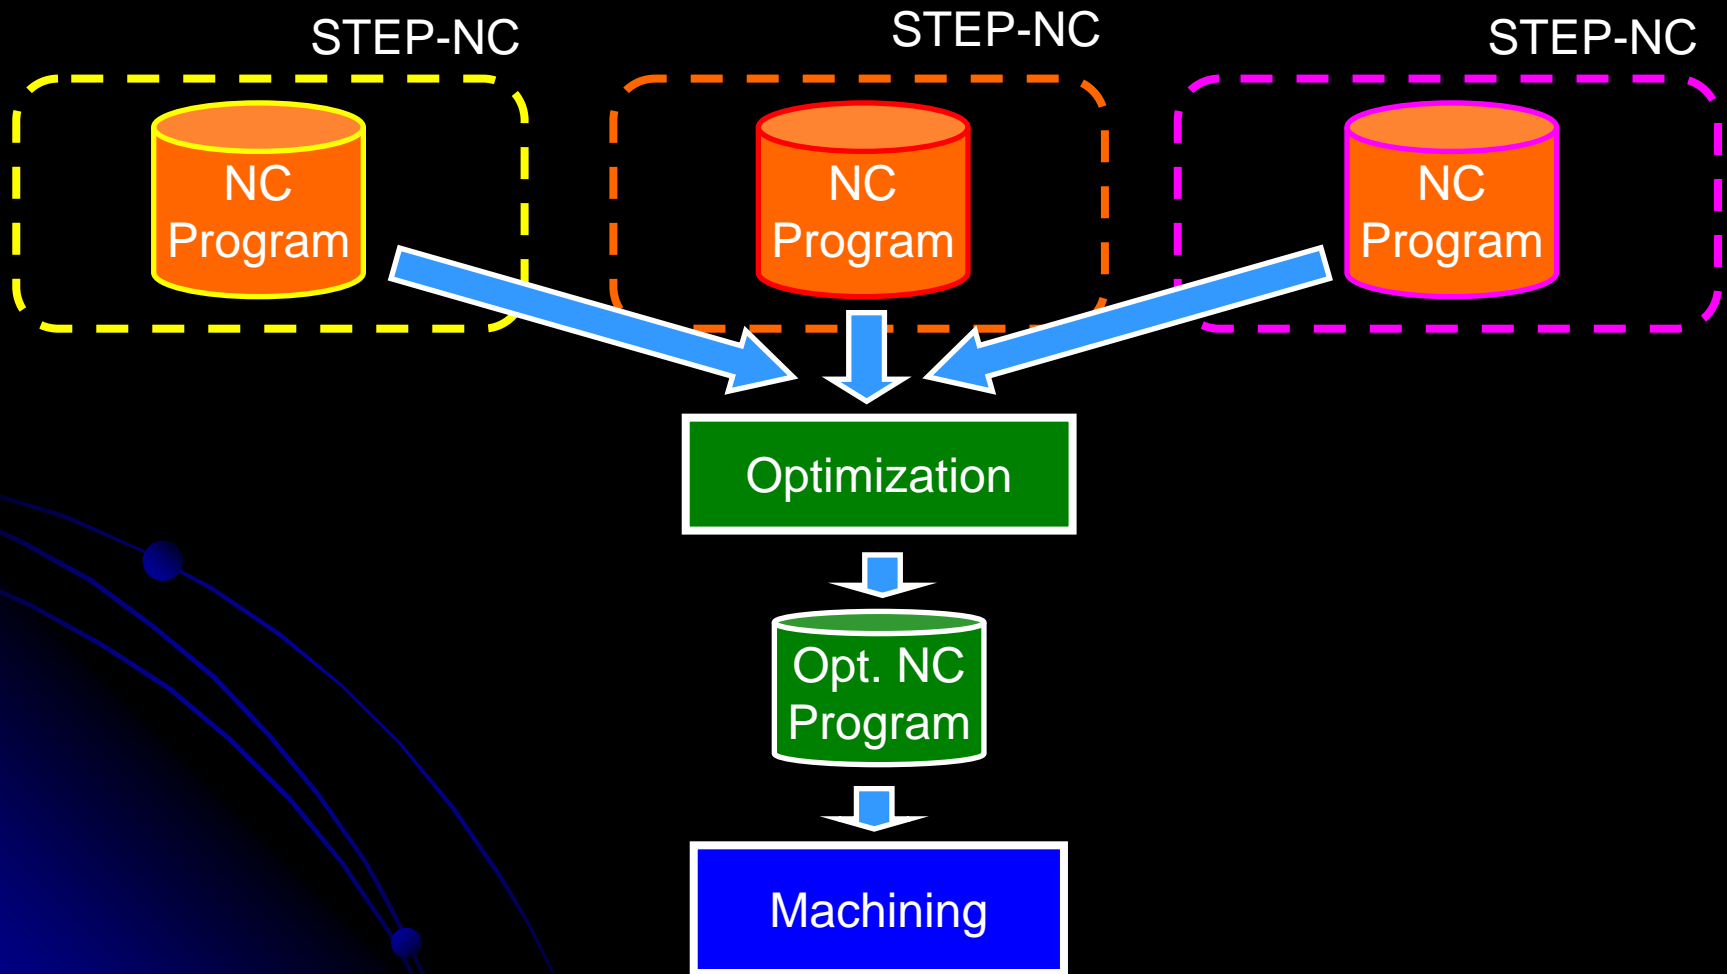 STEP-NC
STEP-NC
STEP-NC
NC
Program
NC
Program
NC
Program
Optimization
Opt. NC
Program
Machining